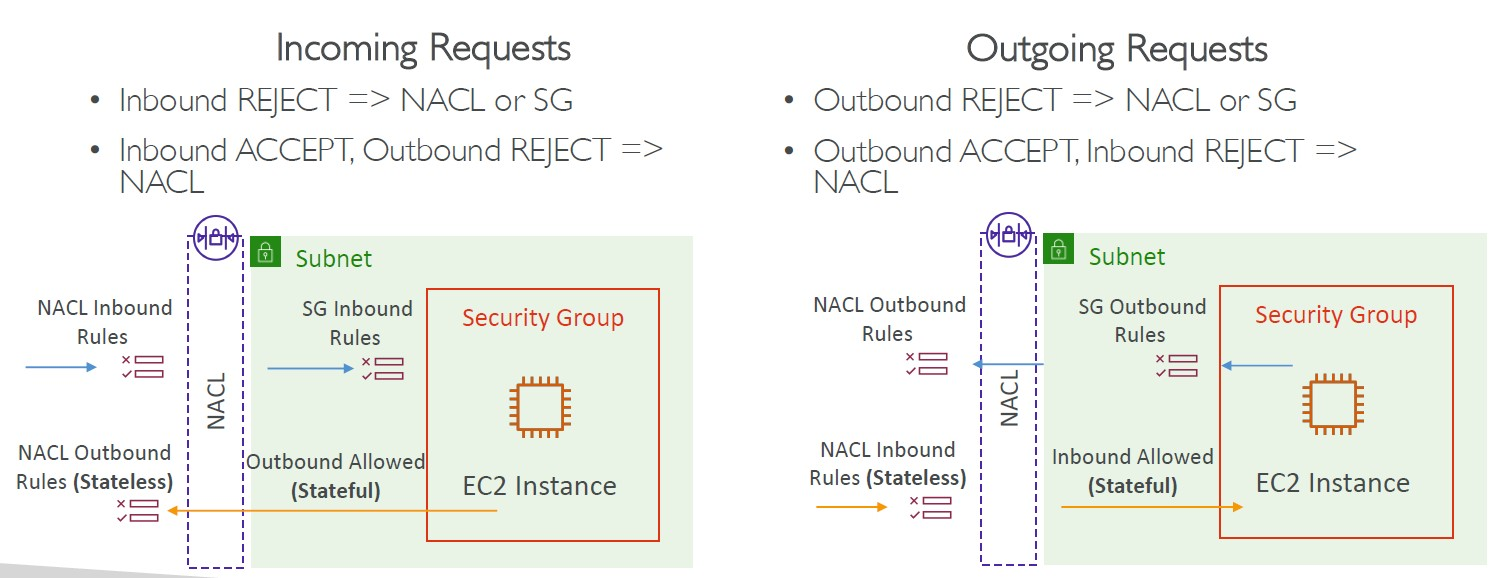 Incoming Requests
• Inbound REJECT => NACL or SG
• Inbound ACCEPT, Outbound REJECT =>
NACL
NACL Inbound
Rules
SG Inbound
Rules
NACL
Subnet
Security Group
NACL Outbound
Rules (Stateless)
Outbound Allowed
(Stateful)
EC2 Instance
Outgoing Requests
• Outbound REJECT => NACL or SG
• Outbound ACCEPT, Inbound REJECT =>
NACL
NACL Outbound
Rules
SG Outbound
Rules
NACL
Subnet
Security Group
NACL Inbound
Rules (Stateless)
Inbound Allowed
(Stateful)
EC2 Instance